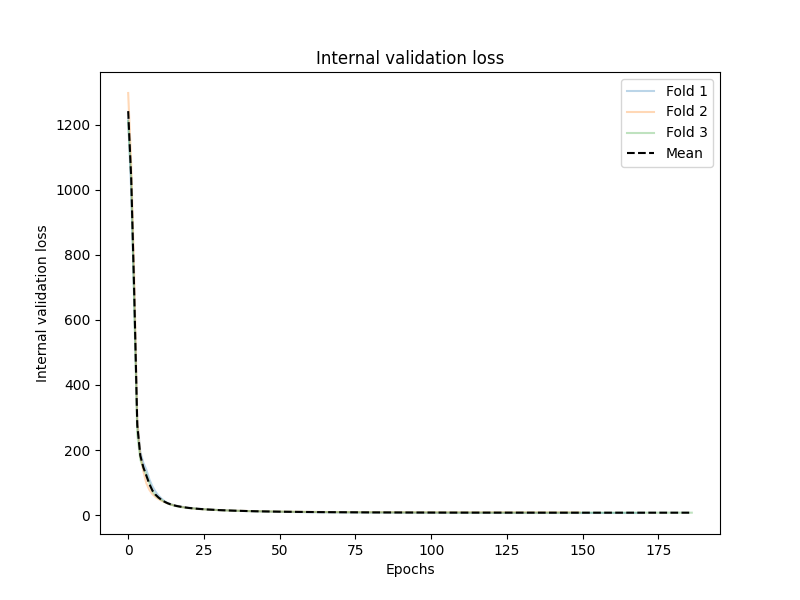 Internal validation loss
Fold 1
Fold 2
Fold 3
Mean
Internal validation loss
1200
1000
800
600
400
200
0
0 25 50 75 100 125 150 175
Epochs